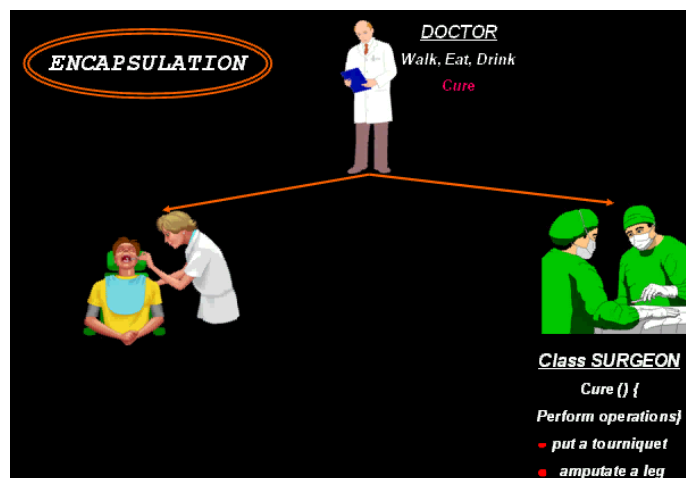 ENCAPSULATION
DOCTOR
Walk, Eat, Drink
Cure
Class SURGEON
Cure () {
Perform operations}
put a tourniquet
amputate a leg